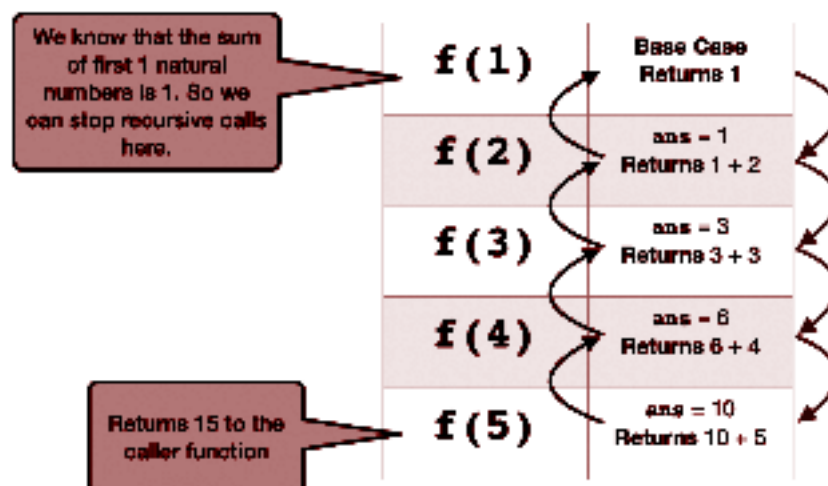 We know that the sum
of first 1 natural
numbers is 1. So we
can stop recursive calls
here.
f(1)
Base Case
Returns 1
f(2)
ans = 1
Returns 1 + 2
f(3)
ans = 3
Returns 3 + 3
f(4)
ans = 6
Returns 6 + 4
Returns 15 to the
caller function
f(5)
ans = 10
Returns 10 + 5